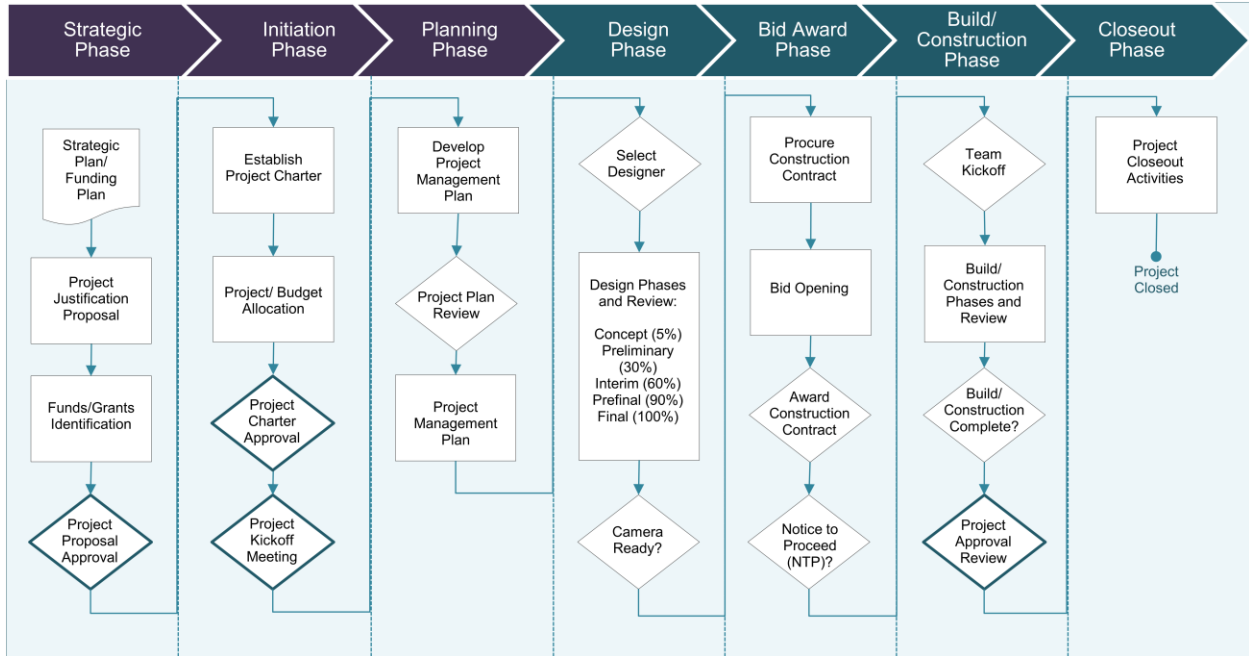 Strategic
Phase
Initiation
Phase
Planning
Phase
Design
Phase
Bid Award
Phase
Build/
Construction
Phase
Closeout
Phase
Strategic
Plan/
Funding
Plan
Project
Justification
Proposal
Funds/Grants
Identification
Project
Proposal
Approval
Establish
Project Charter
Project/ Budget
Allocation
Project
Charter
Approval
Project
Kickoff
Meeting
Develop
Project
Management
Plan
Project Plan
Review
Project
Management
Plan
Select
Designer
Design Phases
and Review:
Concept (5%)
Preliminary
(30%)
Interim (60%)
Prefinal (90%)
Final (100%)
Camera
Ready?
Procure
Construction
Contract
Bid Opening
Award
Construction
Contract
Notice to
Proceed
(NTP)?
Team
Kickoff
Build/
Construction
Phases and
Review
Build/
Construction
Complete?
Project
Approval
Review
Project
Closeout
Activities
Project
Closed